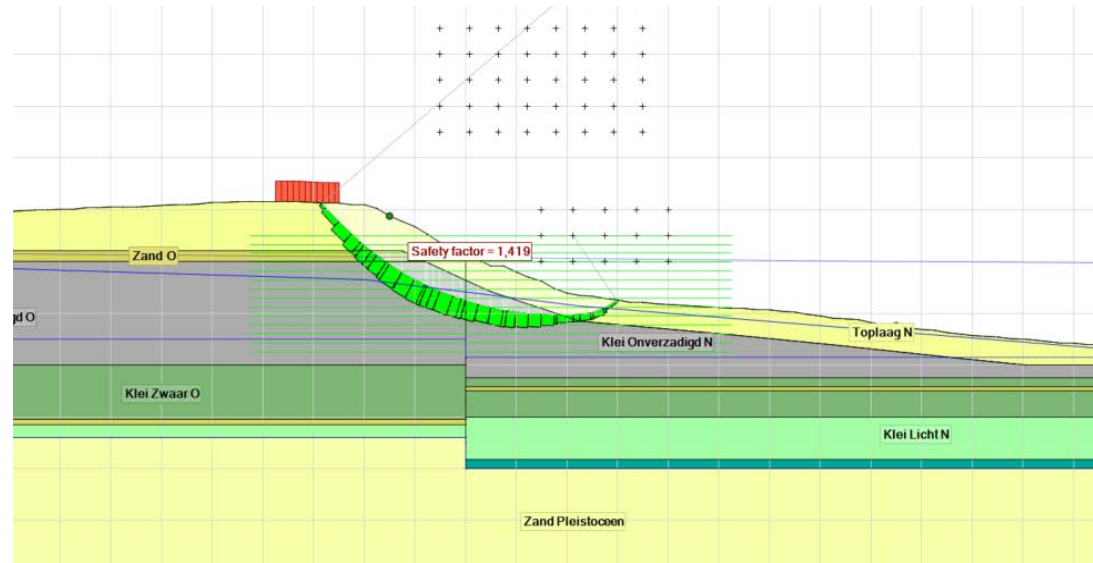 Safety factor = 1,419
Zand O
gd O
Klei Onverzadigd N
Toplaag N
Klei Zwaar O
Klei Licht N
Zand Pleistoceen